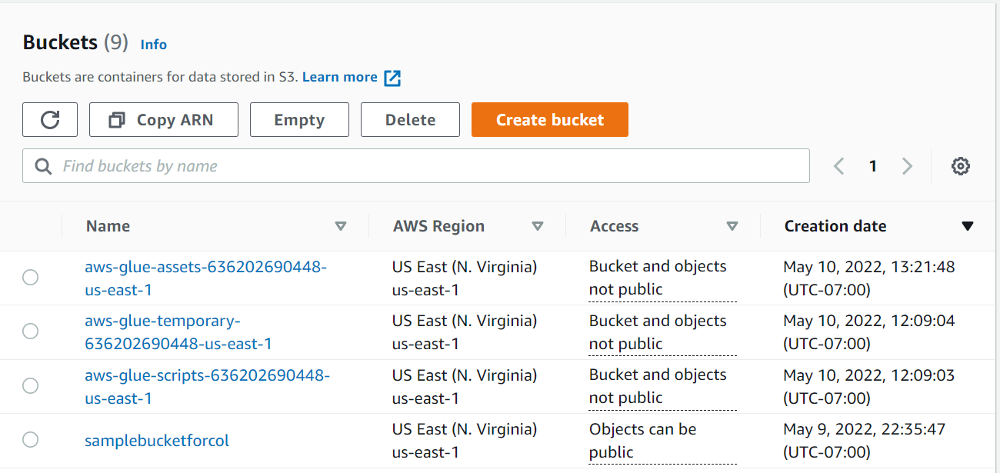 Buckets (9) Info
Buckets are containers for data stored in S3. Learn more
Copy ARN Empty Delete Create bucket
Find buckets by name 1
Name AWS Region Access Creation date
aws-glue-assets-636202690448- US East (N. Virginia) Bucket and objects May 10, 2022, 13:21:48
us-east-1 us-east-1 not public (UTC-07:00)
aws-glue-temporary- US East (N. Virginia) Bucket and objects May 10, 2022, 12:09:04
636202690448-us-east-1 us-east-1 not public (UTC-07:00)
aws-glue-scripts-636202690448- US East (N. Virginia) Bucket and objects May 10, 2022, 12:09:03
us-east-1 us-east-1 not public (UTC-07:00)
samplebucketforcol US East (N. Virginia) Objects can be May 9, 2022, 22:35:47
us-east-1 public (UTC-07:00)